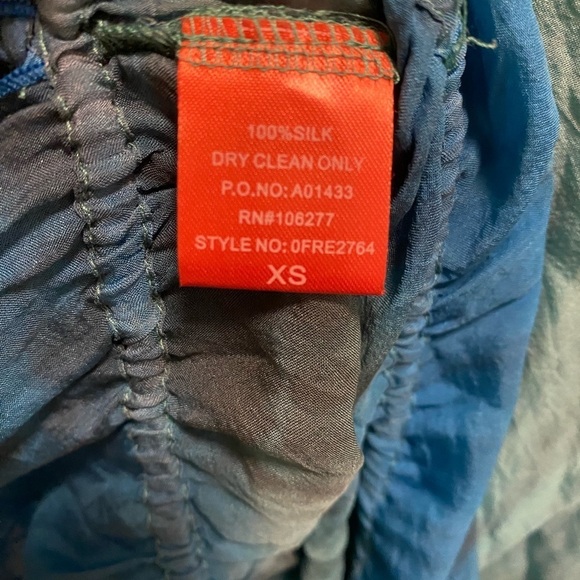 100%SILK
DRY CLEAN ONLY
P.O.NO: A01433
RN#106277
STYLE NO: 0FRE2764
XS